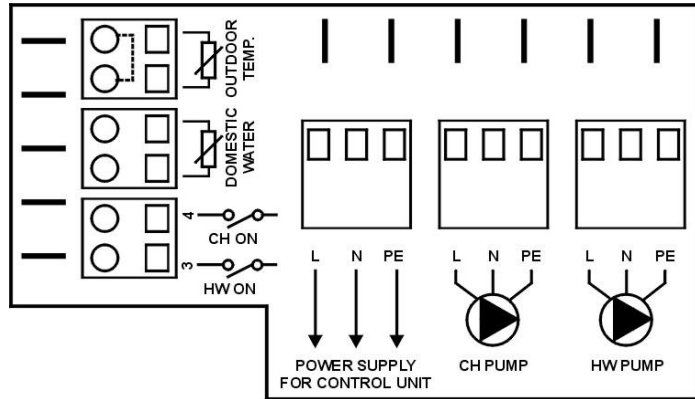 OUTDOOR
TEMP.
DOMESTIC
WATER
4
CH ON
3
HW ON
L N PE
L N PE
L N PE
POWER SUPPLY
FOR CONTROL UNIT
CH PUMP
HW PUMP